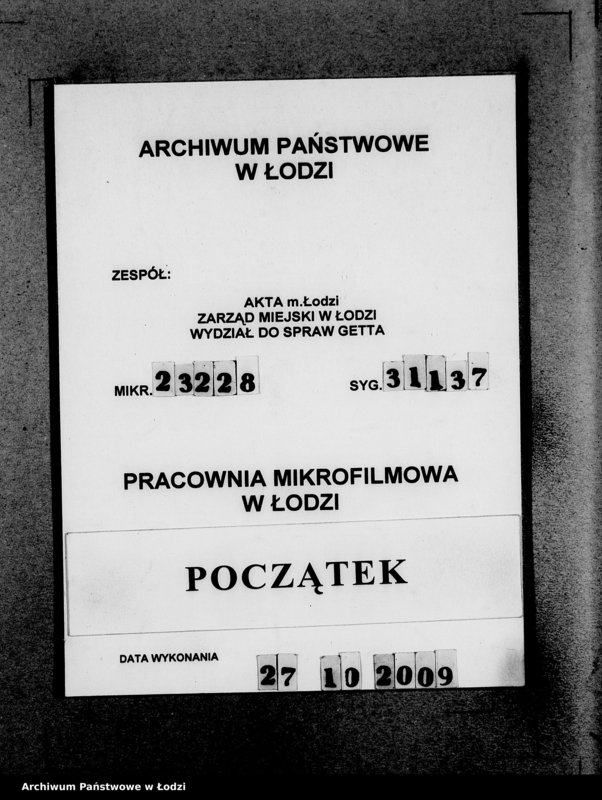 ARCHIWUM PAŃSTWOWE
W ŁODZI
ZESPÓŁ:
AKTA m.Łodzi
ZARZĄD MIEJSKI W ŁODZI
WYDZIAŁ DO SPRAW GETTA
MIKR. 23228 SYG. 31137
PRACOWNIA MIKROFILMOWA
W ŁODZI
POCZĄTEK
DATA WYKONANIA 27 10 2009
Archiwum Państwowe w Łodzi